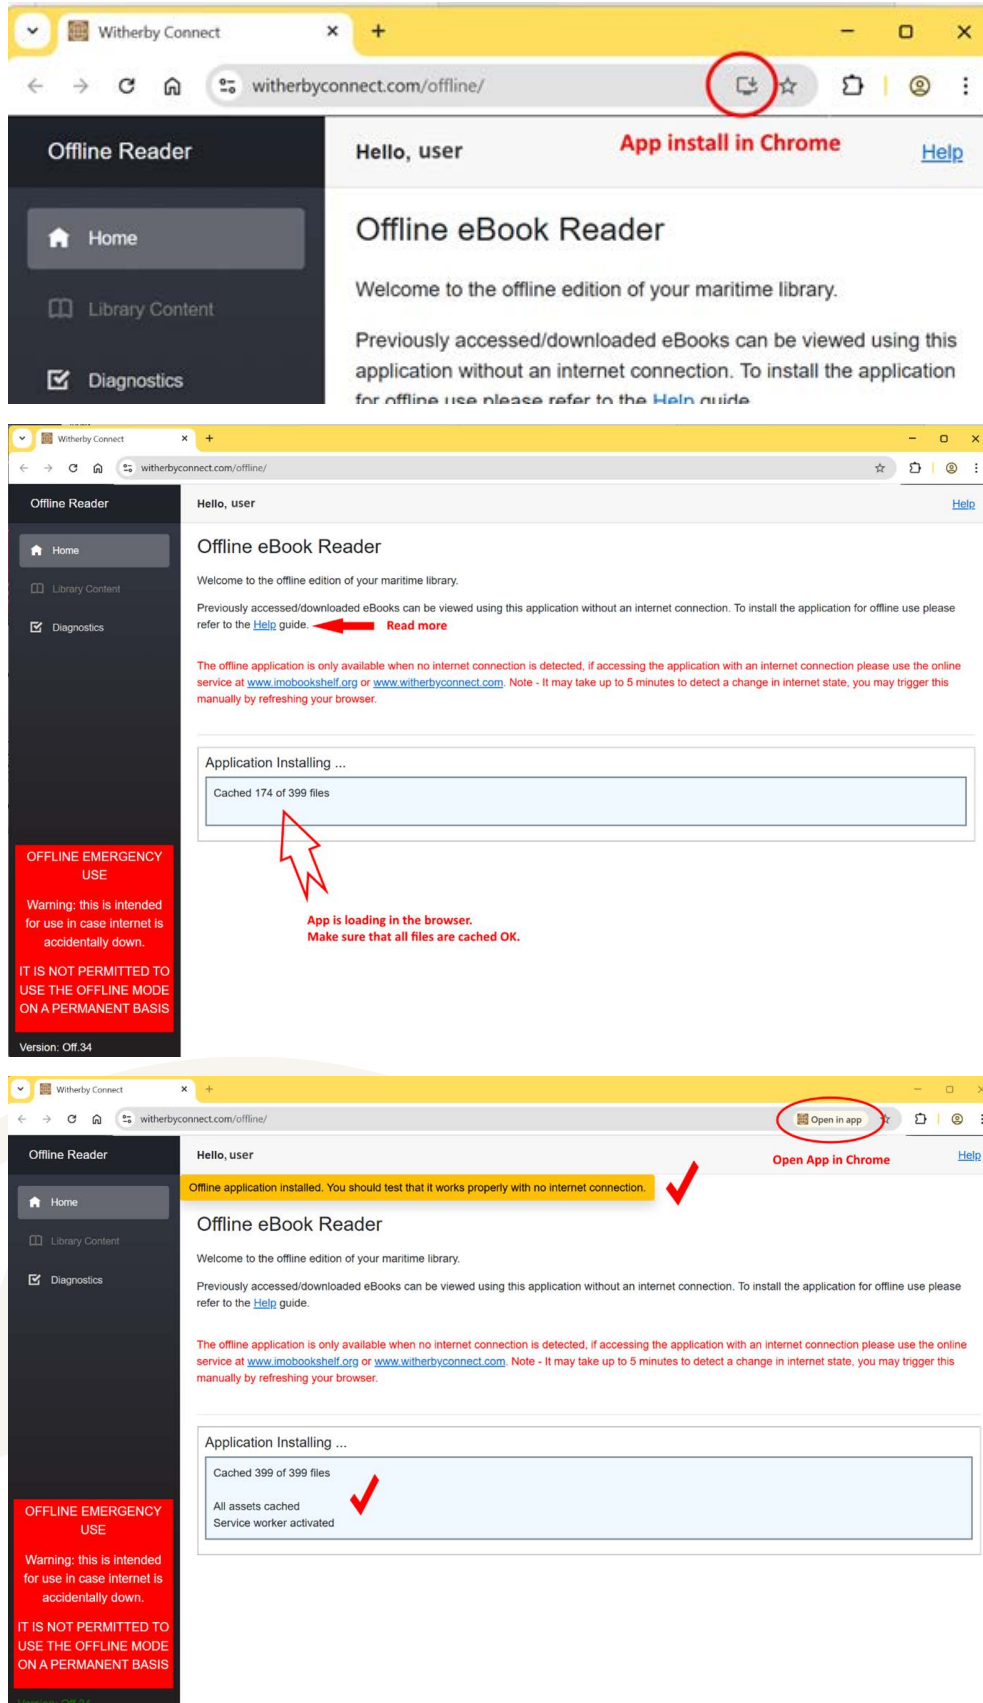 Witherby Connect
witherbyconnect.com/offline/
App install in Chrome
Offline Reader
Hello, user
Help
Home
Library Content
Diagnostics
Offline eBook Reader
Welcome to the offline edition of your maritime library.
Previously accessed/downloaded eBooks can be viewed using this
application without an internet connection. To install the application
for offline use please refer to the Help guide.
Witherby Connect
witherbyconnect.com/offline/
Offline Reader
Hello, user
Help
Home
Library Content
Diagnostics
Offline eBook Reader
Welcome to the offline edition of your maritime library.
Previously accessed/downloaded eBooks can be viewed using this application without an internet connection. To install the application for offline use please
refer to the Help guide.
Read more
The offline application is only available when no internet connection is detected, if accessing the application with an internet connection please use the online
service at www.imobookshelf.org or www.witherbyconnect.com. Note - It may take up to 5 minutes to detect a change in internet state, you may trigger this
manually by refreshing your browser.
Application Installing ...
Cached 174 of 399 files
App is loading in the browser.
Make sure that all files are cached OK.
OFFLINE EMERGENCY
USE
Warning: this is intended
for use in case internet is
accidentally down.
IT IS NOT PERMITTED TO
USE THE OFFLINE MODE
ON A PERMANENT BASIS
Version: Off.34
Witherby Connect
witherbyconnect.com/offline/
Open in app
Offline Reader
Hello, user
Open App in Chrome
Help
Offline application installed. You should test that it works properly with no internet connection.
Home
Library Content
Diagnostics
Offline eBook Reader
Welcome to the offline edition of your maritime library.
Previously accessed/downloaded eBooks can be viewed using this application without an internet connection. To install the application for offline use please
refer to the Help guide.
The offline application is only available when no internet connection is detected, if accessing the application with an internet connection please use the online
service at www.imobookshelf.org or www.witherbyconnect.com. Note - It may take up to 5 minutes to detect a change in internet state, you may trigger this
manually by refreshing your browser.
Application Installing ...
Cached 399 of 399 files
All assets cached
Service worker activated
OFFLINE EMERGENCY
USE
Warning: this is intended
for use in case internet is
accidentally down.
IT IS NOT PERMITTED TO
USE THE OFFLINE MODE
ON A PERMANENT BASIS
Version: Off.34